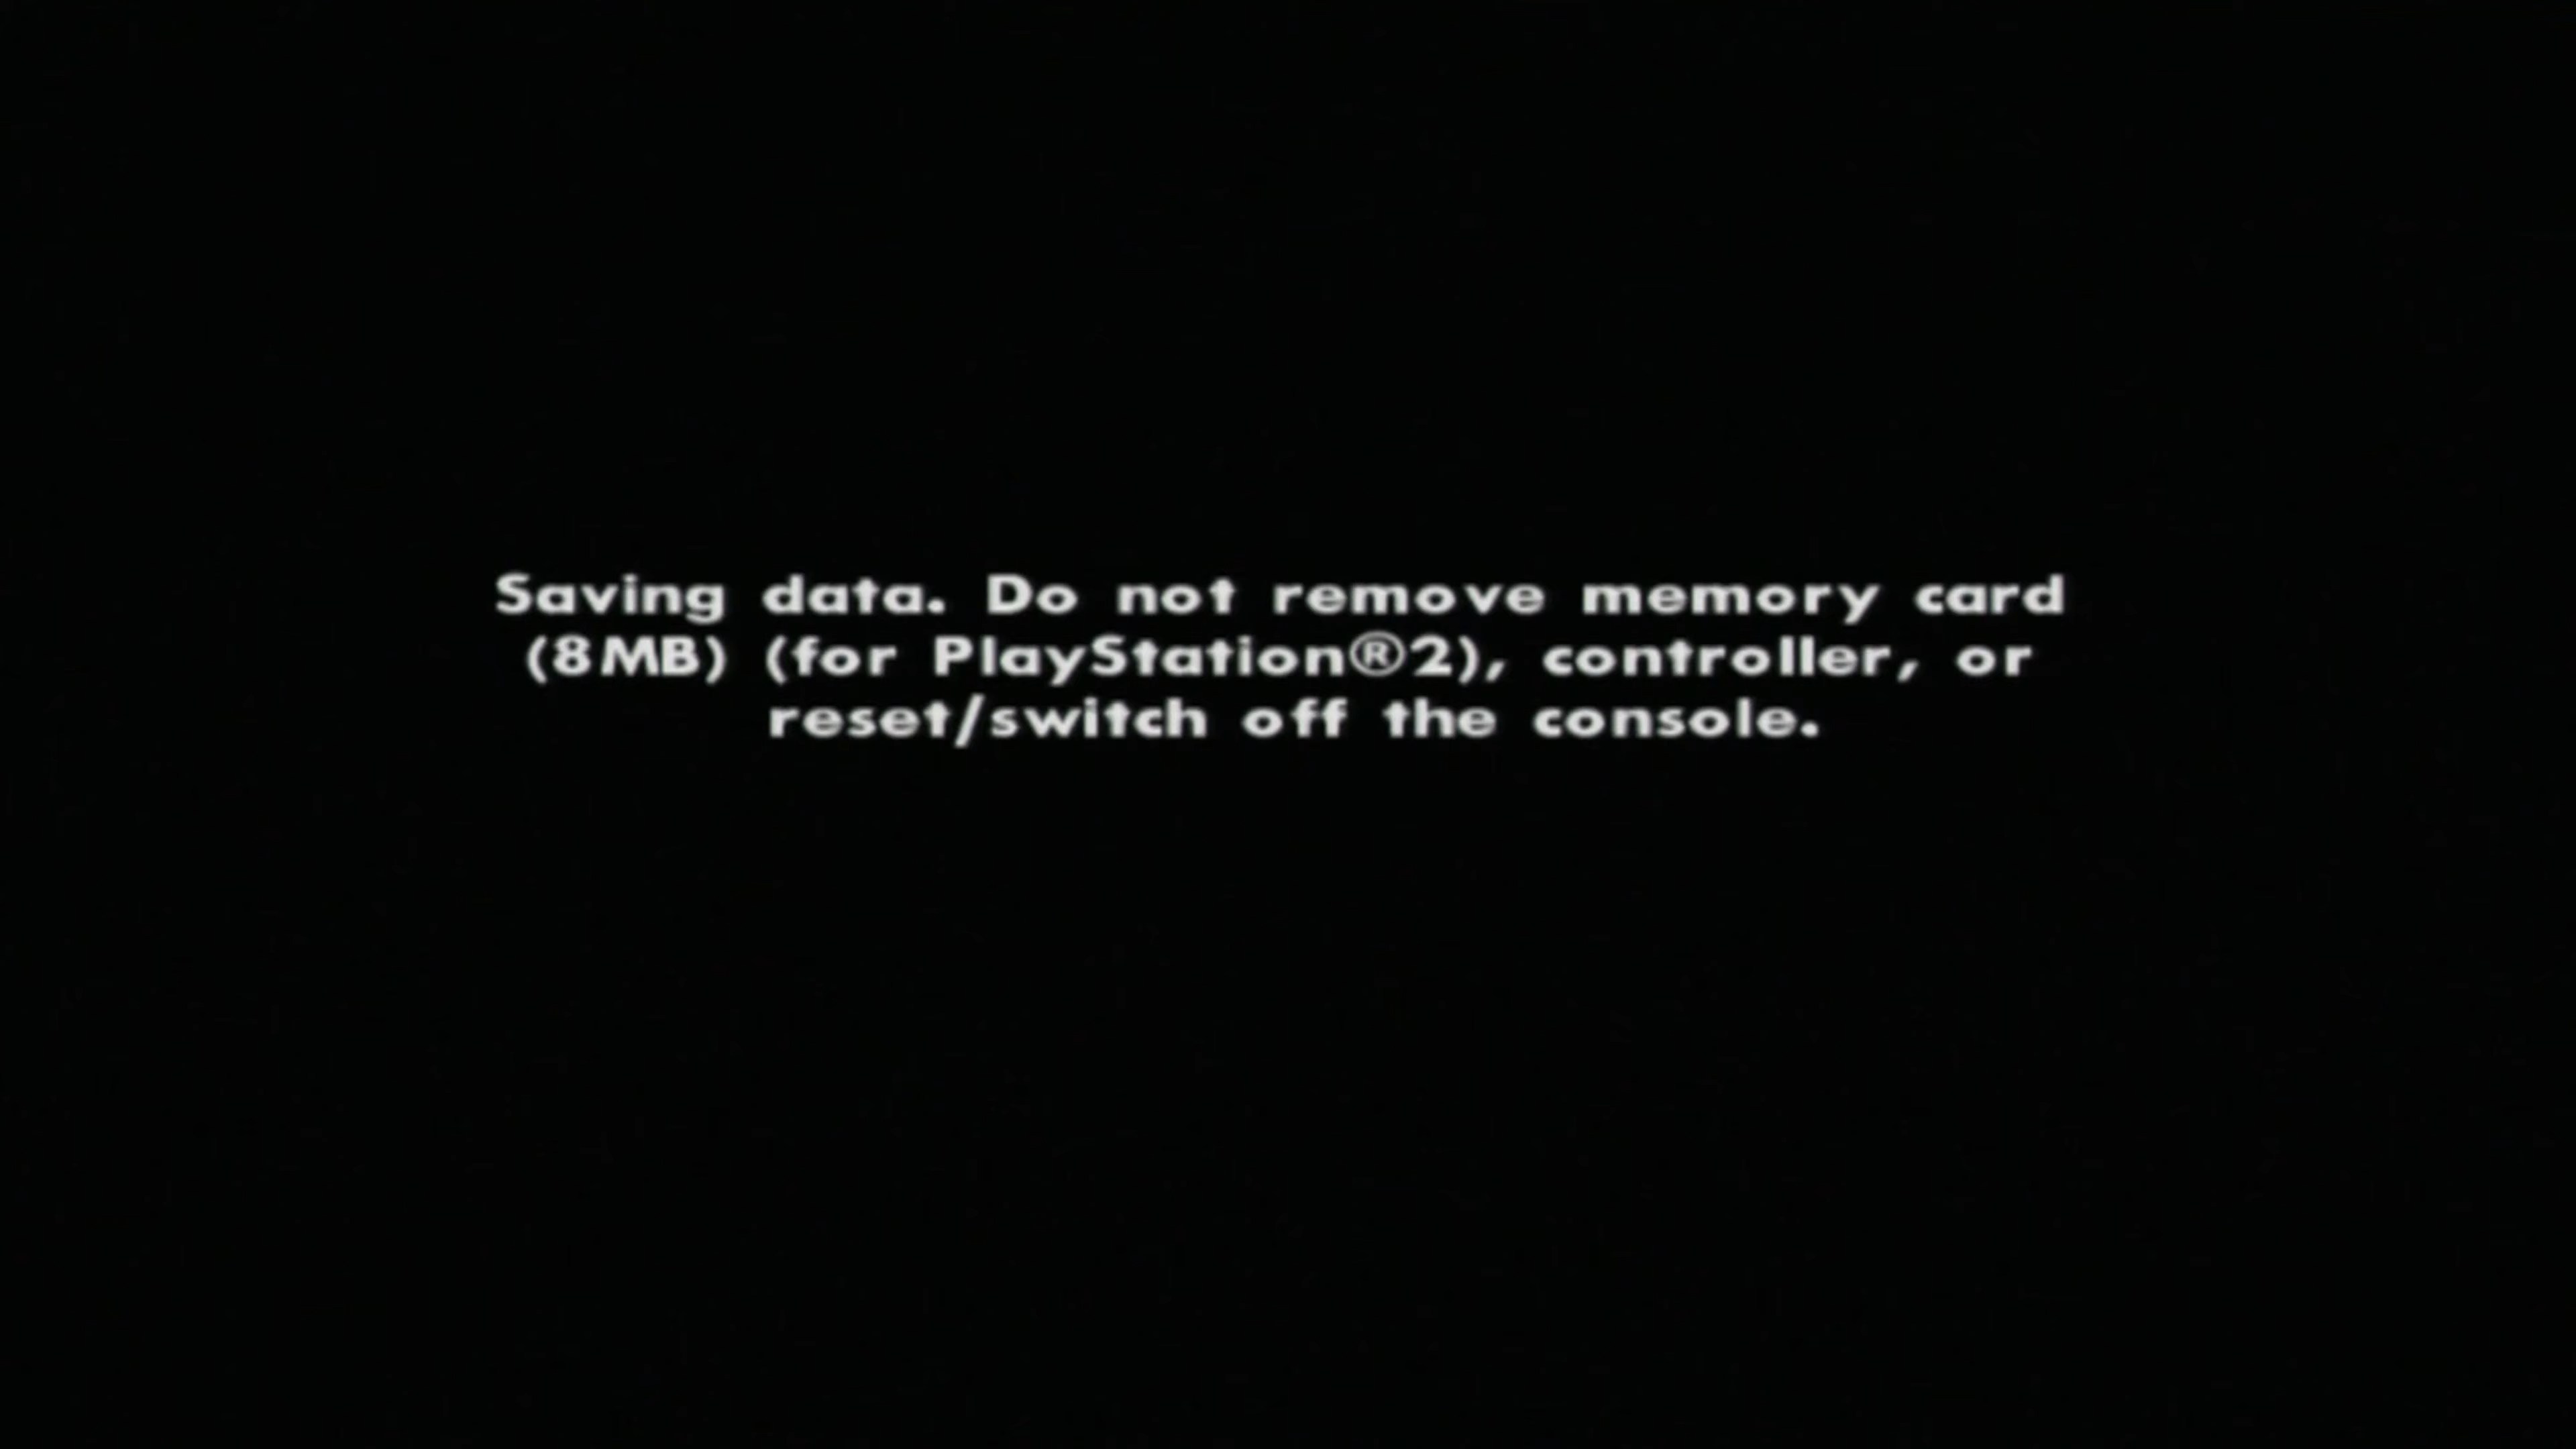 Saving data. Do not remove memory card
(8MB) (for PlayStation®2), controller, or
reset/switch off the console.